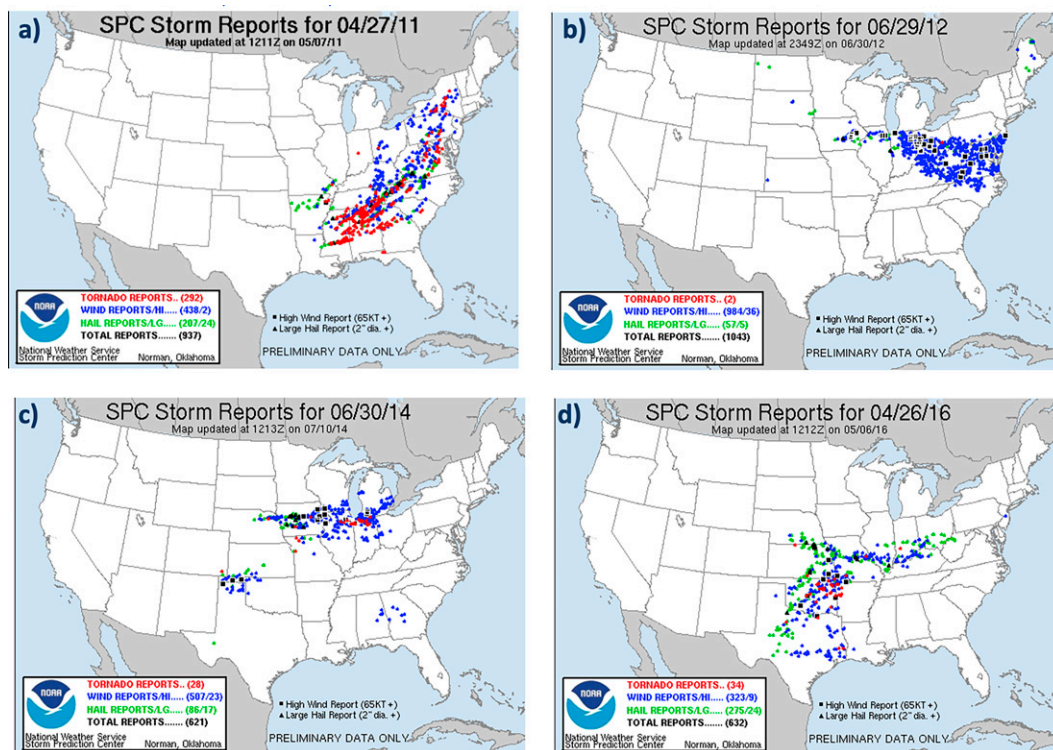 a)
SPC Storm Reports for 04/27/11
Map updated at 1211Z on 05/07/11
NOAA
TORNADO REPORTS.. (292)
WIND REPORTS/HI..... (438/2)
HAIL REPORTS/LG..... (207/24)
TOTAL REPORTS....... (937)
National Weather Service
Storm Prediction Center Norman, Oklahoma
High Wind Report (65KT +)
Large Hail Report (2" dia. +)
PRELIMINARY DATA ONLY
b)
SPC Storm Reports for 06/29/12
Map updated at 2349Z on 06/30/12
NOAA
TORNADO REPORTS.. (2)
WIND REPORTS/HI..... (984/36)
HAIL REPORTS/LG..... (57/5)
TOTAL REPORTS....... (1043)
National Weather Service
Storm Prediction Center Norman, Oklahoma
High Wind Report (65KT +)
Large Hail Report (2" dia. +)
PRELIMINARY DATA ONLY
c)
SPC Storm Reports for 06/30/14
Map updated at 1213Z on 07/10/14
NOAA
TORNADO REPORTS.. (28)
WIND REPORTS/HI..... (507/23)
HAIL REPORTS/LG..... (86/17)
TOTAL REPORTS....... (621)
National Weather Service
Storm Prediction Center Norman, Oklahoma
High Wind Report (65KT +)
Large Hail Report (2" dia. +)
PRELIMINARY DATA ONLY
d)
SPC Storm Reports for 04/26/16
Map updated at 1212Z on 05/06/16
NOAA
TORNADO REPORTS.. (34)
WIND REPORTS/HI..... (323/9)
HAIL REPORTS/LG..... (275/24)
TOTAL REPORTS....... (632)
National Weather Service
Storm Prediction Center Norman, Oklahoma
High Wind Report (65KT +)
Large Hail Report (2" dia. +)
PRELIMINARY DATA ONLY